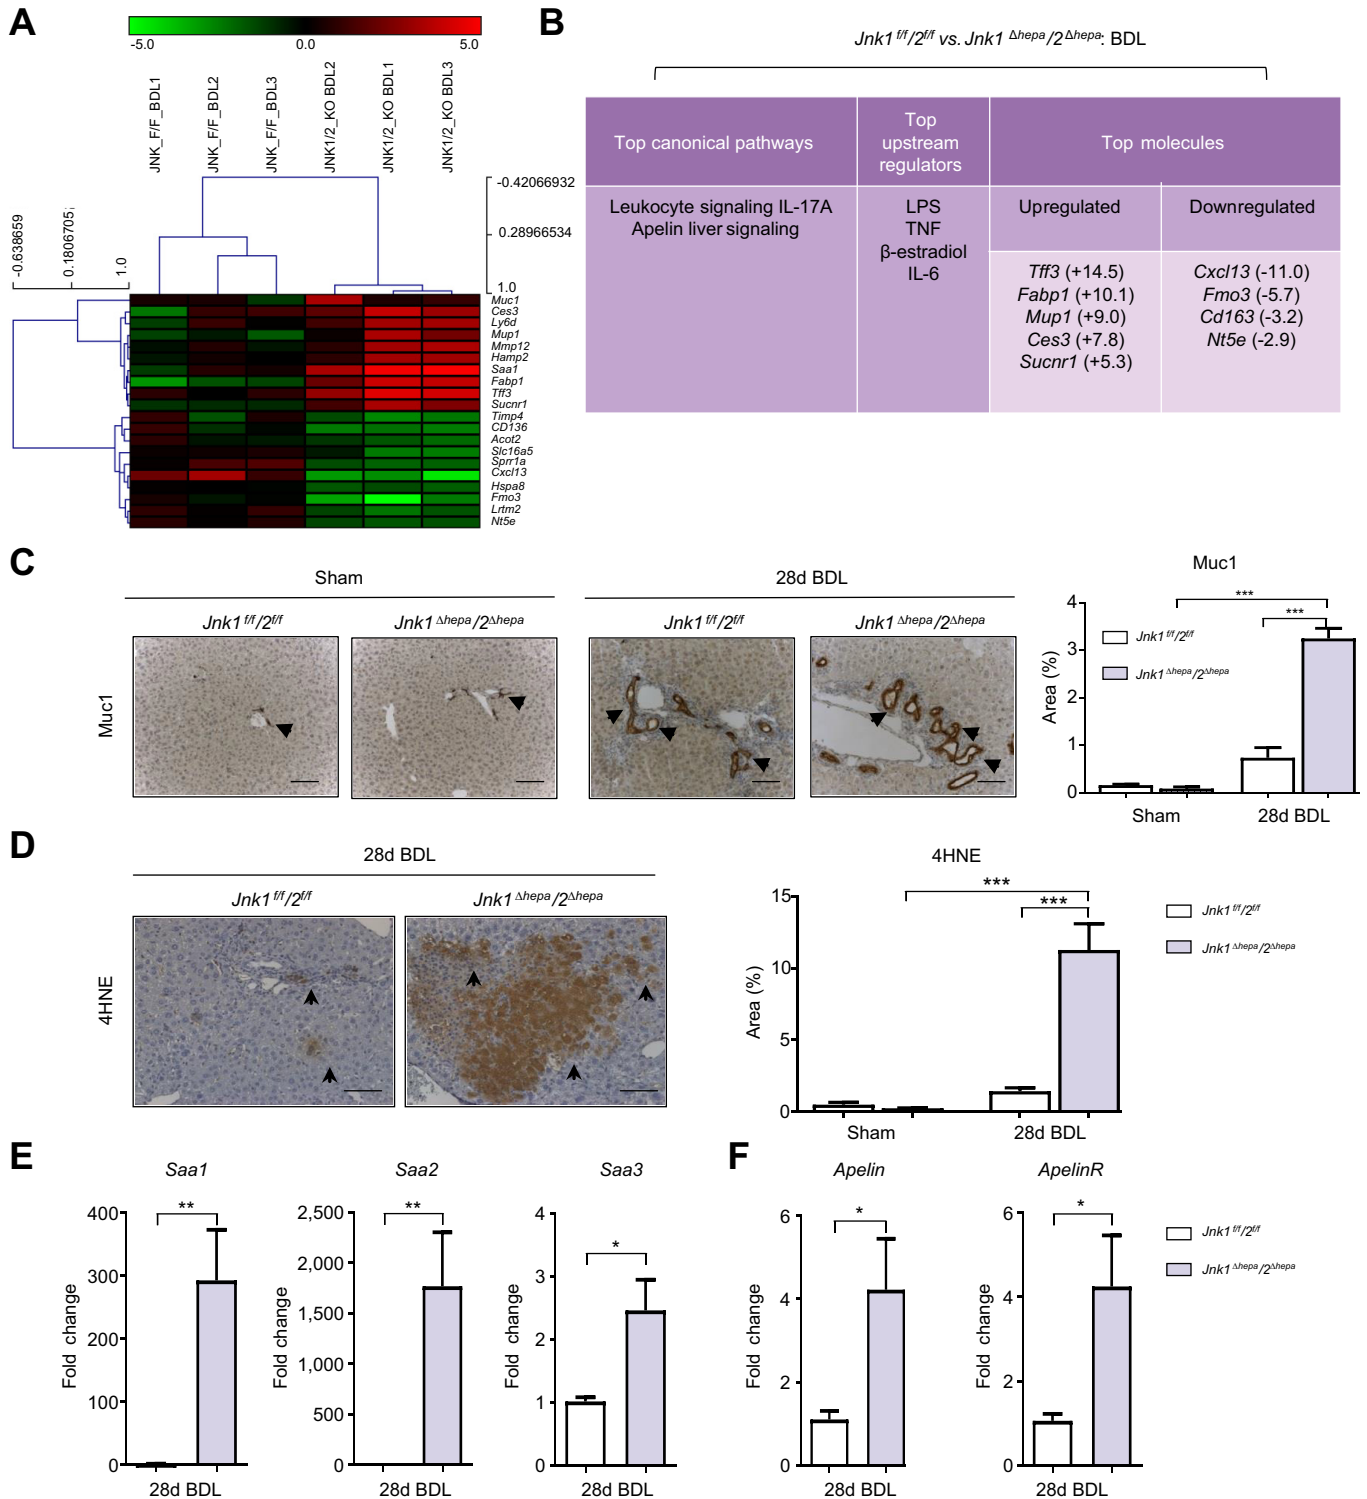 A
-5.0 0.0 5.0
JNK_F/F_BDL1
JNK_F/F_BDL2
JNK_F/F_BDL3
JNK1/2_KO BDL2
JNK1/2_KO BDL1
JNK1/2_KO BDL3
-0.42066932
0.28966534
1.0
-0.638659
0.1806705
1.0
Muc1
Ces3
Ly6d
Mup1
Mmp12
Hamp2
Saa1
Fabp1
Tff3
Sucnr1
Timp4
CD136
Acot2
Slc16a5
Sprr1a
Cxcl13
Hspa8
Fmo3
Lrtm2
Nt5e
B
Jnk1 f/f/2f/f vs. Jnk1 Δhepa/2Δhepa: BDL
Top canonical pathways
Top
upstream
regulators
Top molecules
Leukocyte signaling IL-17A
Apelin liver signaling
LPS
TNF
β-estradiol
IL-6
Upregulated
Downregulated
Tff3 (+14.5)
Fabp1 (+10.1)
Mup1 (+9.0)
Ces3 (+7.8)
Sucnr1 (+5.3)
Cxcl13 (-11.0)
Fmo3 (-5.7)
Cd163 (-3.2)
Nt5e (-2.9)
C
Sham
28d BDL
Jnk1 f/f/2f/f
Jnk1 Δhepa/2Δhepa
Jnk1 f/f/2f/f
Jnk1 Δhepa/2Δhepa
Muc1
Muc1
***
***
Jnk1 f/f/2f/f
Jnk1 Δhepa/2Δhepa
Area (%)
4
3
2
1
0
Sham
28d BDL
D
28d BDL
Jnk1 f/f/2f/f
Jnk1 Δhepa/2Δhepa
4HNE
4HNE
***
***
Area (%)
15
10
5
0
Sham
28d BDL
Jnk1 f/f/2f/f
Jnk1 Δhepa/2Δhepa
E
Saa1
**
Fold change
400
300
200
100
0
28d BDL
Saa2
**
Fold change
2,500
2,000
1,500
1,000
500
0
28d BDL
Saa3
*
Fold change
4
3
2
1
0
28d BDL
F
Apelin
*
Fold change
6
4
2
0
28d BDL
ApelinR
*
Fold change
6
4
2
0
28d BDL
Jnk1 f/f/2f/f
Jnk1 Δhepa/2Δhepa